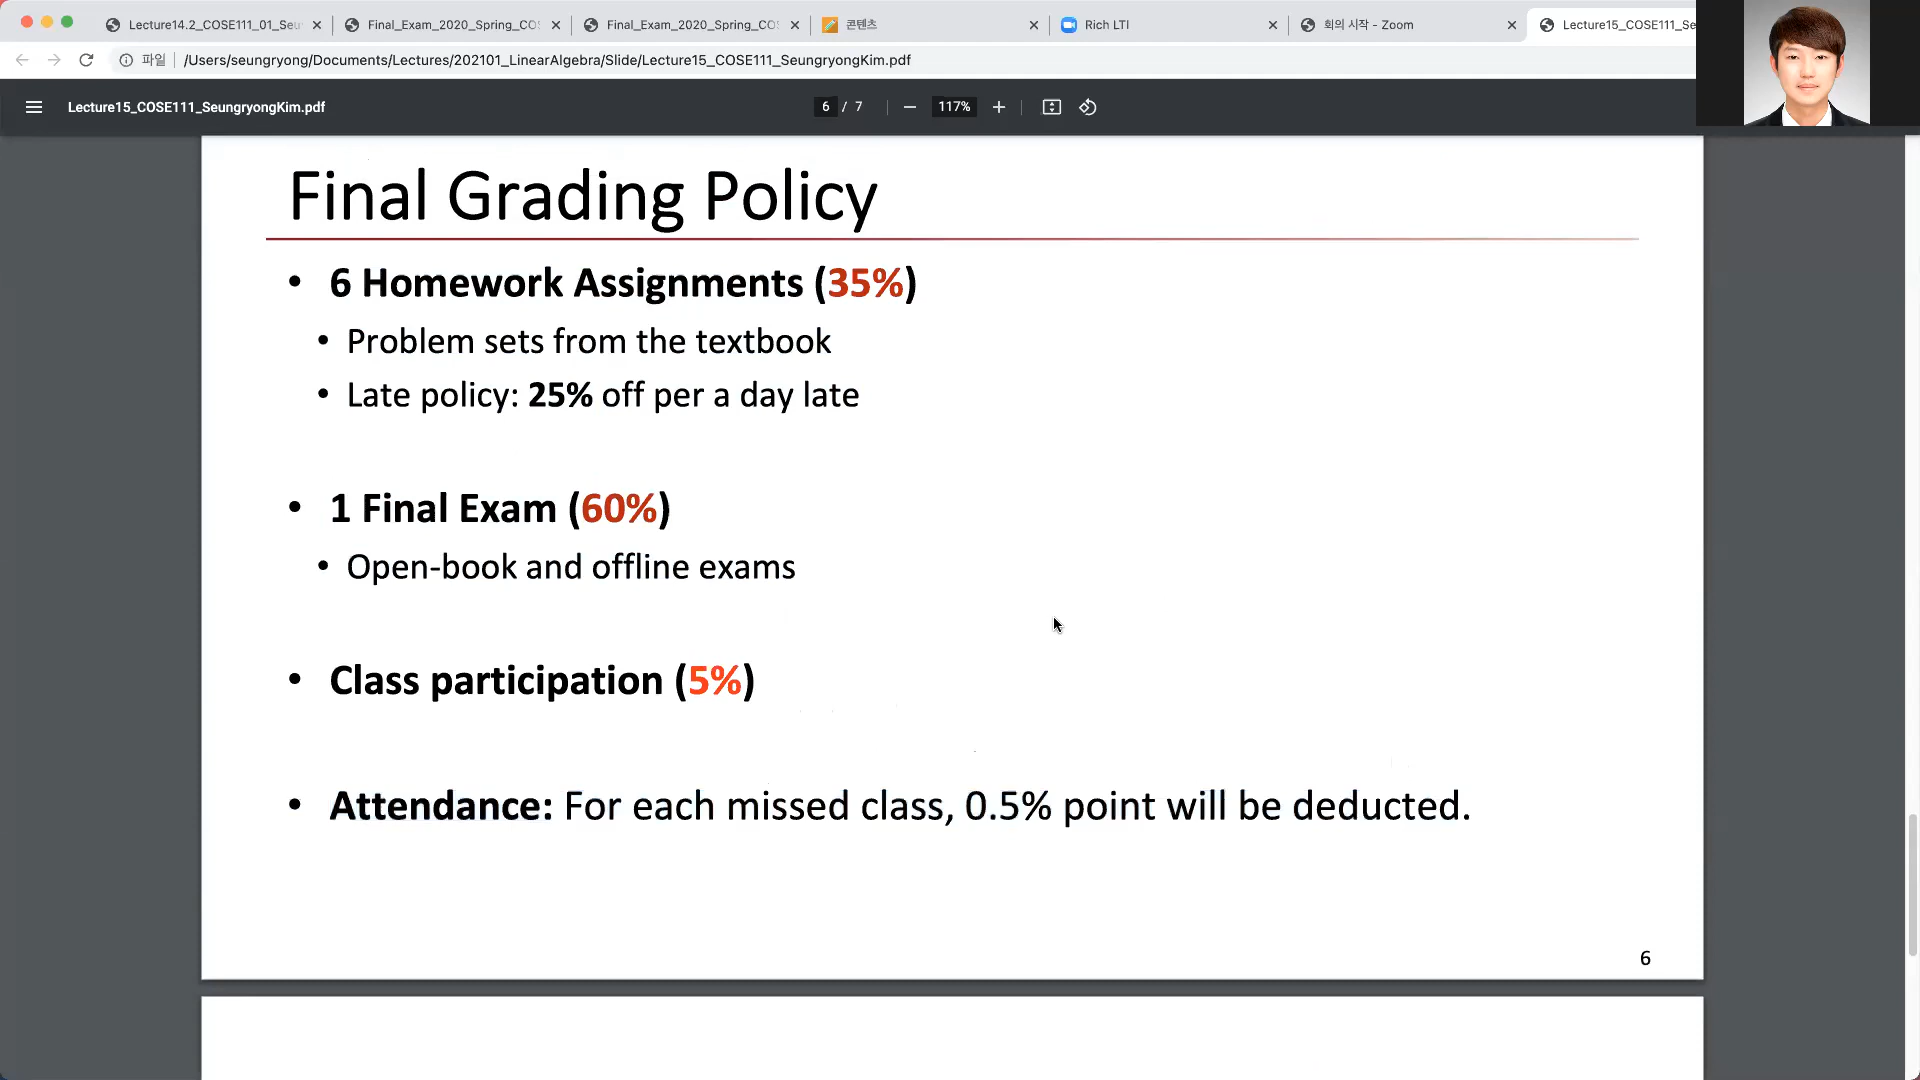 Lecture14.2_COSE111_01_Seu
Final_Exam_2020_Spring_COS
Final_Exam_2020_Spring_COS
콘텐츠
Rich LTI
회의 시작 - Zoom
Lecture15_COSE111_Se
파일
/Users/seungryong/Documents/Lectures/202101_LinearAlgebra/Slide/Lecture15_COSE111_SeungryongKim.pdf
Lecture15_COSE111_SeungryongKim.pdf
6 / 7
117%
Final Grading Policy
• 6 Homework Assignments (35%)
• Problem sets from the textbook
• Late policy: 25% off per a day late
• 1 Final Exam (60%)
• Open-book and offline exams
• Class participation (5%)
• Attendance: For each missed class, 0.5% point will be deducted.
6